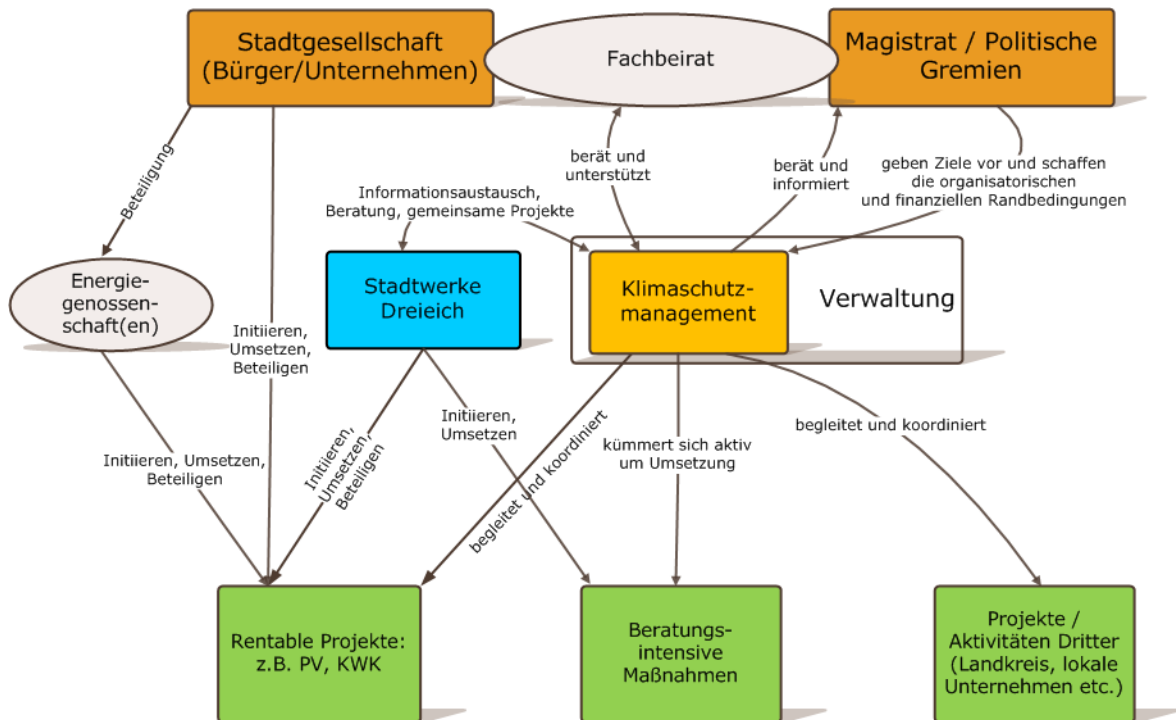 Stadtgesellschaft
(Bürger/Unternehmen)
Fachbeirat
Magistrat / Politische
Gremien
Beteiligung
berät und
unterstützt
berät und
informiert
geben Ziele vor und schaffen
die organisatorischen
und finanziellen Randbedingungen
Informationsaustausch,
Beratung, gemeinsame Projekte
Energie-
genossen-
schaft(en)
Stadtwerke
Dreieich
Klimaschutz-
management
Verwaltung
Initiieren,
Umsetzen,
Beteiligen
Initiieren, Umsetzen,
Beteiligen
Initiieren,
Umsetzen,
Beteiligen
Initiieren,
Umsetzen
begleitet und koordiniert
kümmert sich aktiv
um Umsetzung
begleitet und koordiniert
Rentable Projekte:
z.B. PV, KWK
Beratungs-
intensive
Maßnahmen
Projekte /
Aktivitäten Dritter
(Landkreis, lokale
Unternehmen etc.)